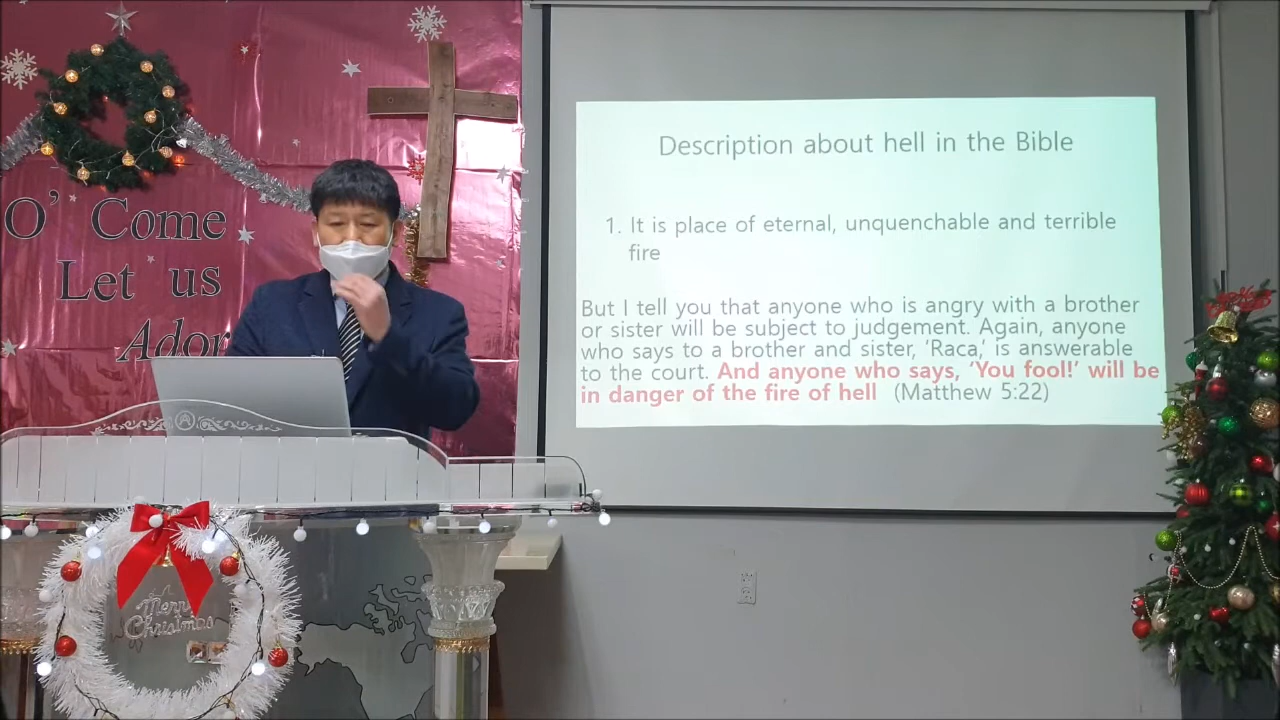 O' Come
Let us
Ador
Description about hell in the Bible
1. It is place of eternal, unquenchable and terrible
fire
But I tell you that anyone who is angry with a brother
or sister will be subject to judgement. Again, anyone
who says to a brother and sister, ‘Raca,’ is answerable
to the court. And anyone who says, ‘You fool!’ will be
in danger of the fire of hell (Matthew 5:22)
Merry
Christmas